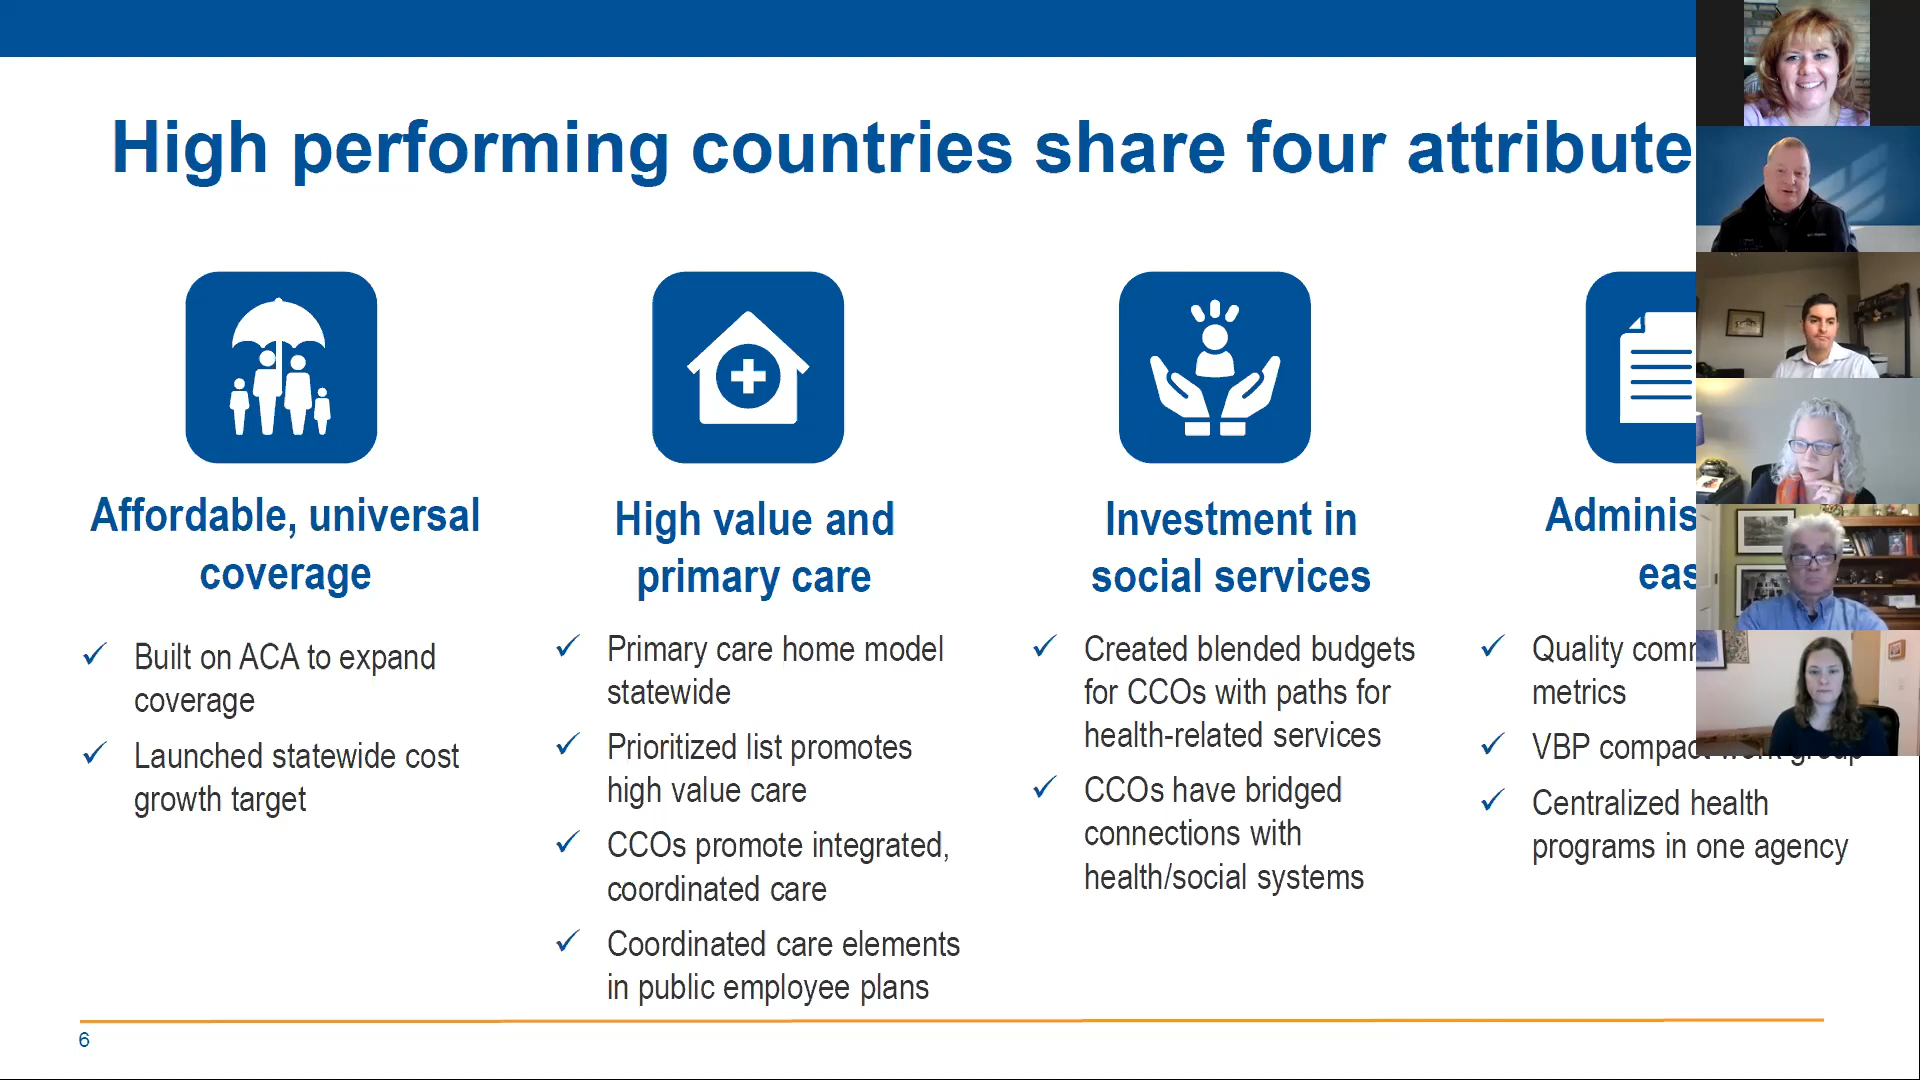 High performing countries share four attribute
Affordable, universal
coverage
Built on ACA to expand
coverage
Launched statewide cost
growth target
High value and
primary care
Primary care home model
statewide
Prioritized list promotes
high value care
CCOs promote integrated,
coordinated care
Coordinated care elements
in public employee plans
Investment in
social services
Created blended budgets
for CCOs with paths for
health-related services
CCOs have bridged
connections with
health/social systems
Adminis
eas
Quality com
metrics
VBP compact work group
Centralized health
programs in one agency
6